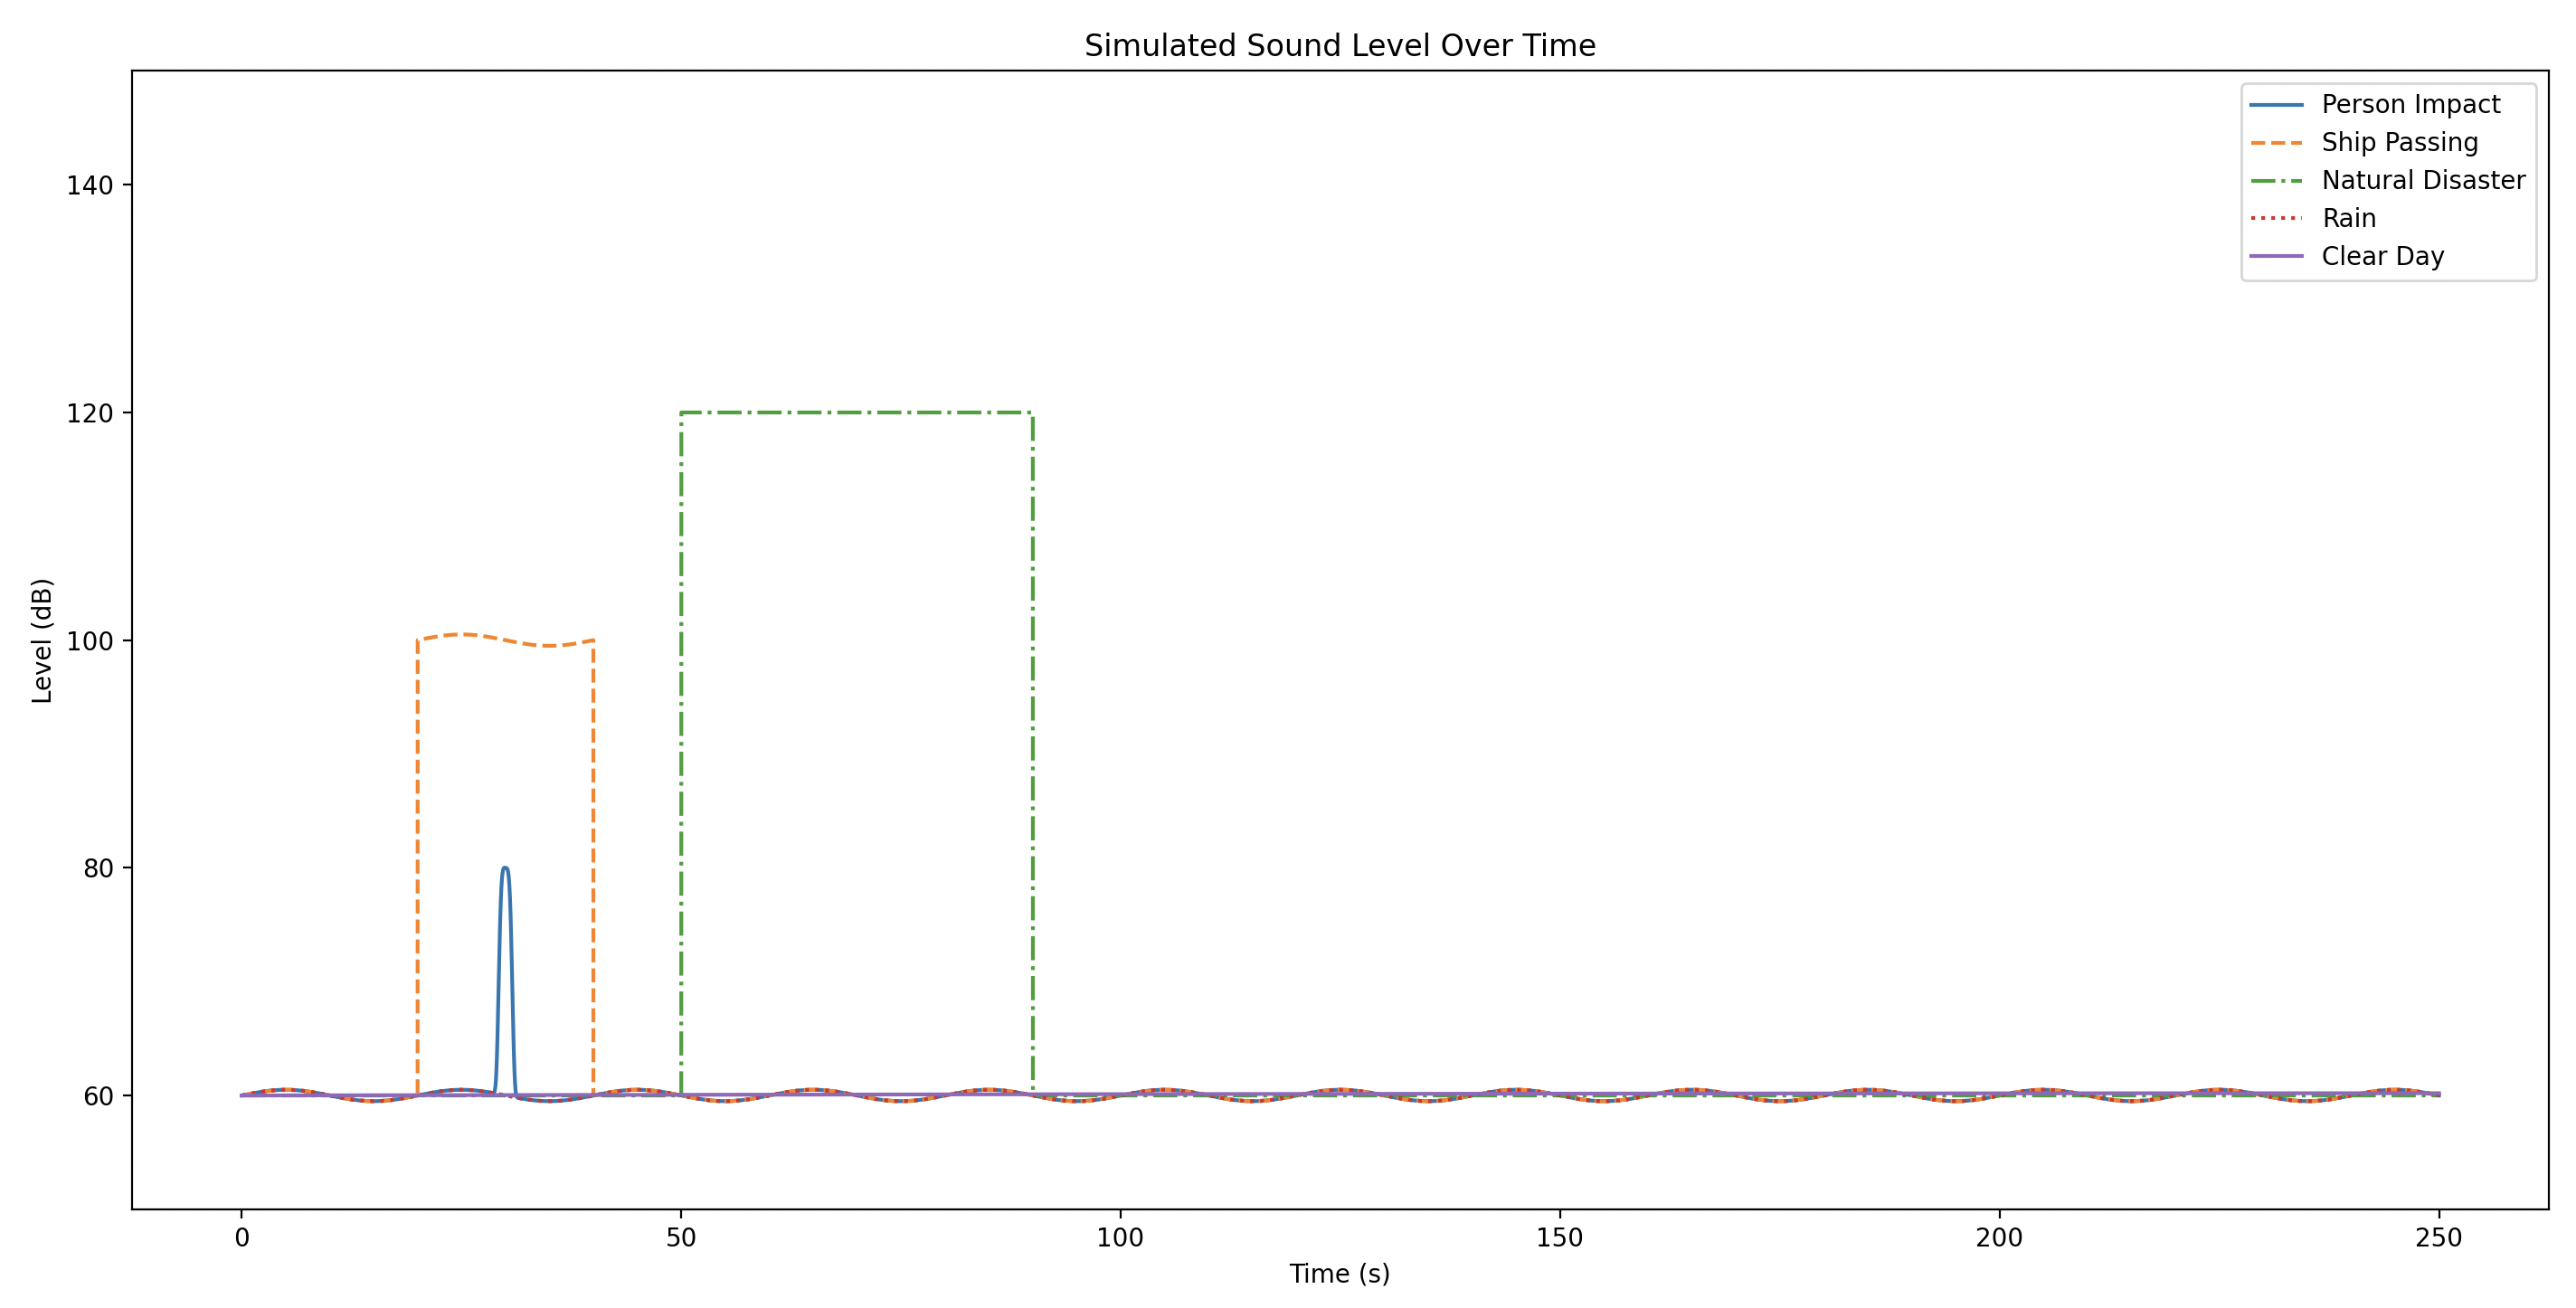 Simulated Sound Level Over Time
Person Impact
Ship Passing
Natural Disaster
Rain
Clear Day
140
120
100
80
60
Level (dB)
0 50 100 150 200 250
Time (s)